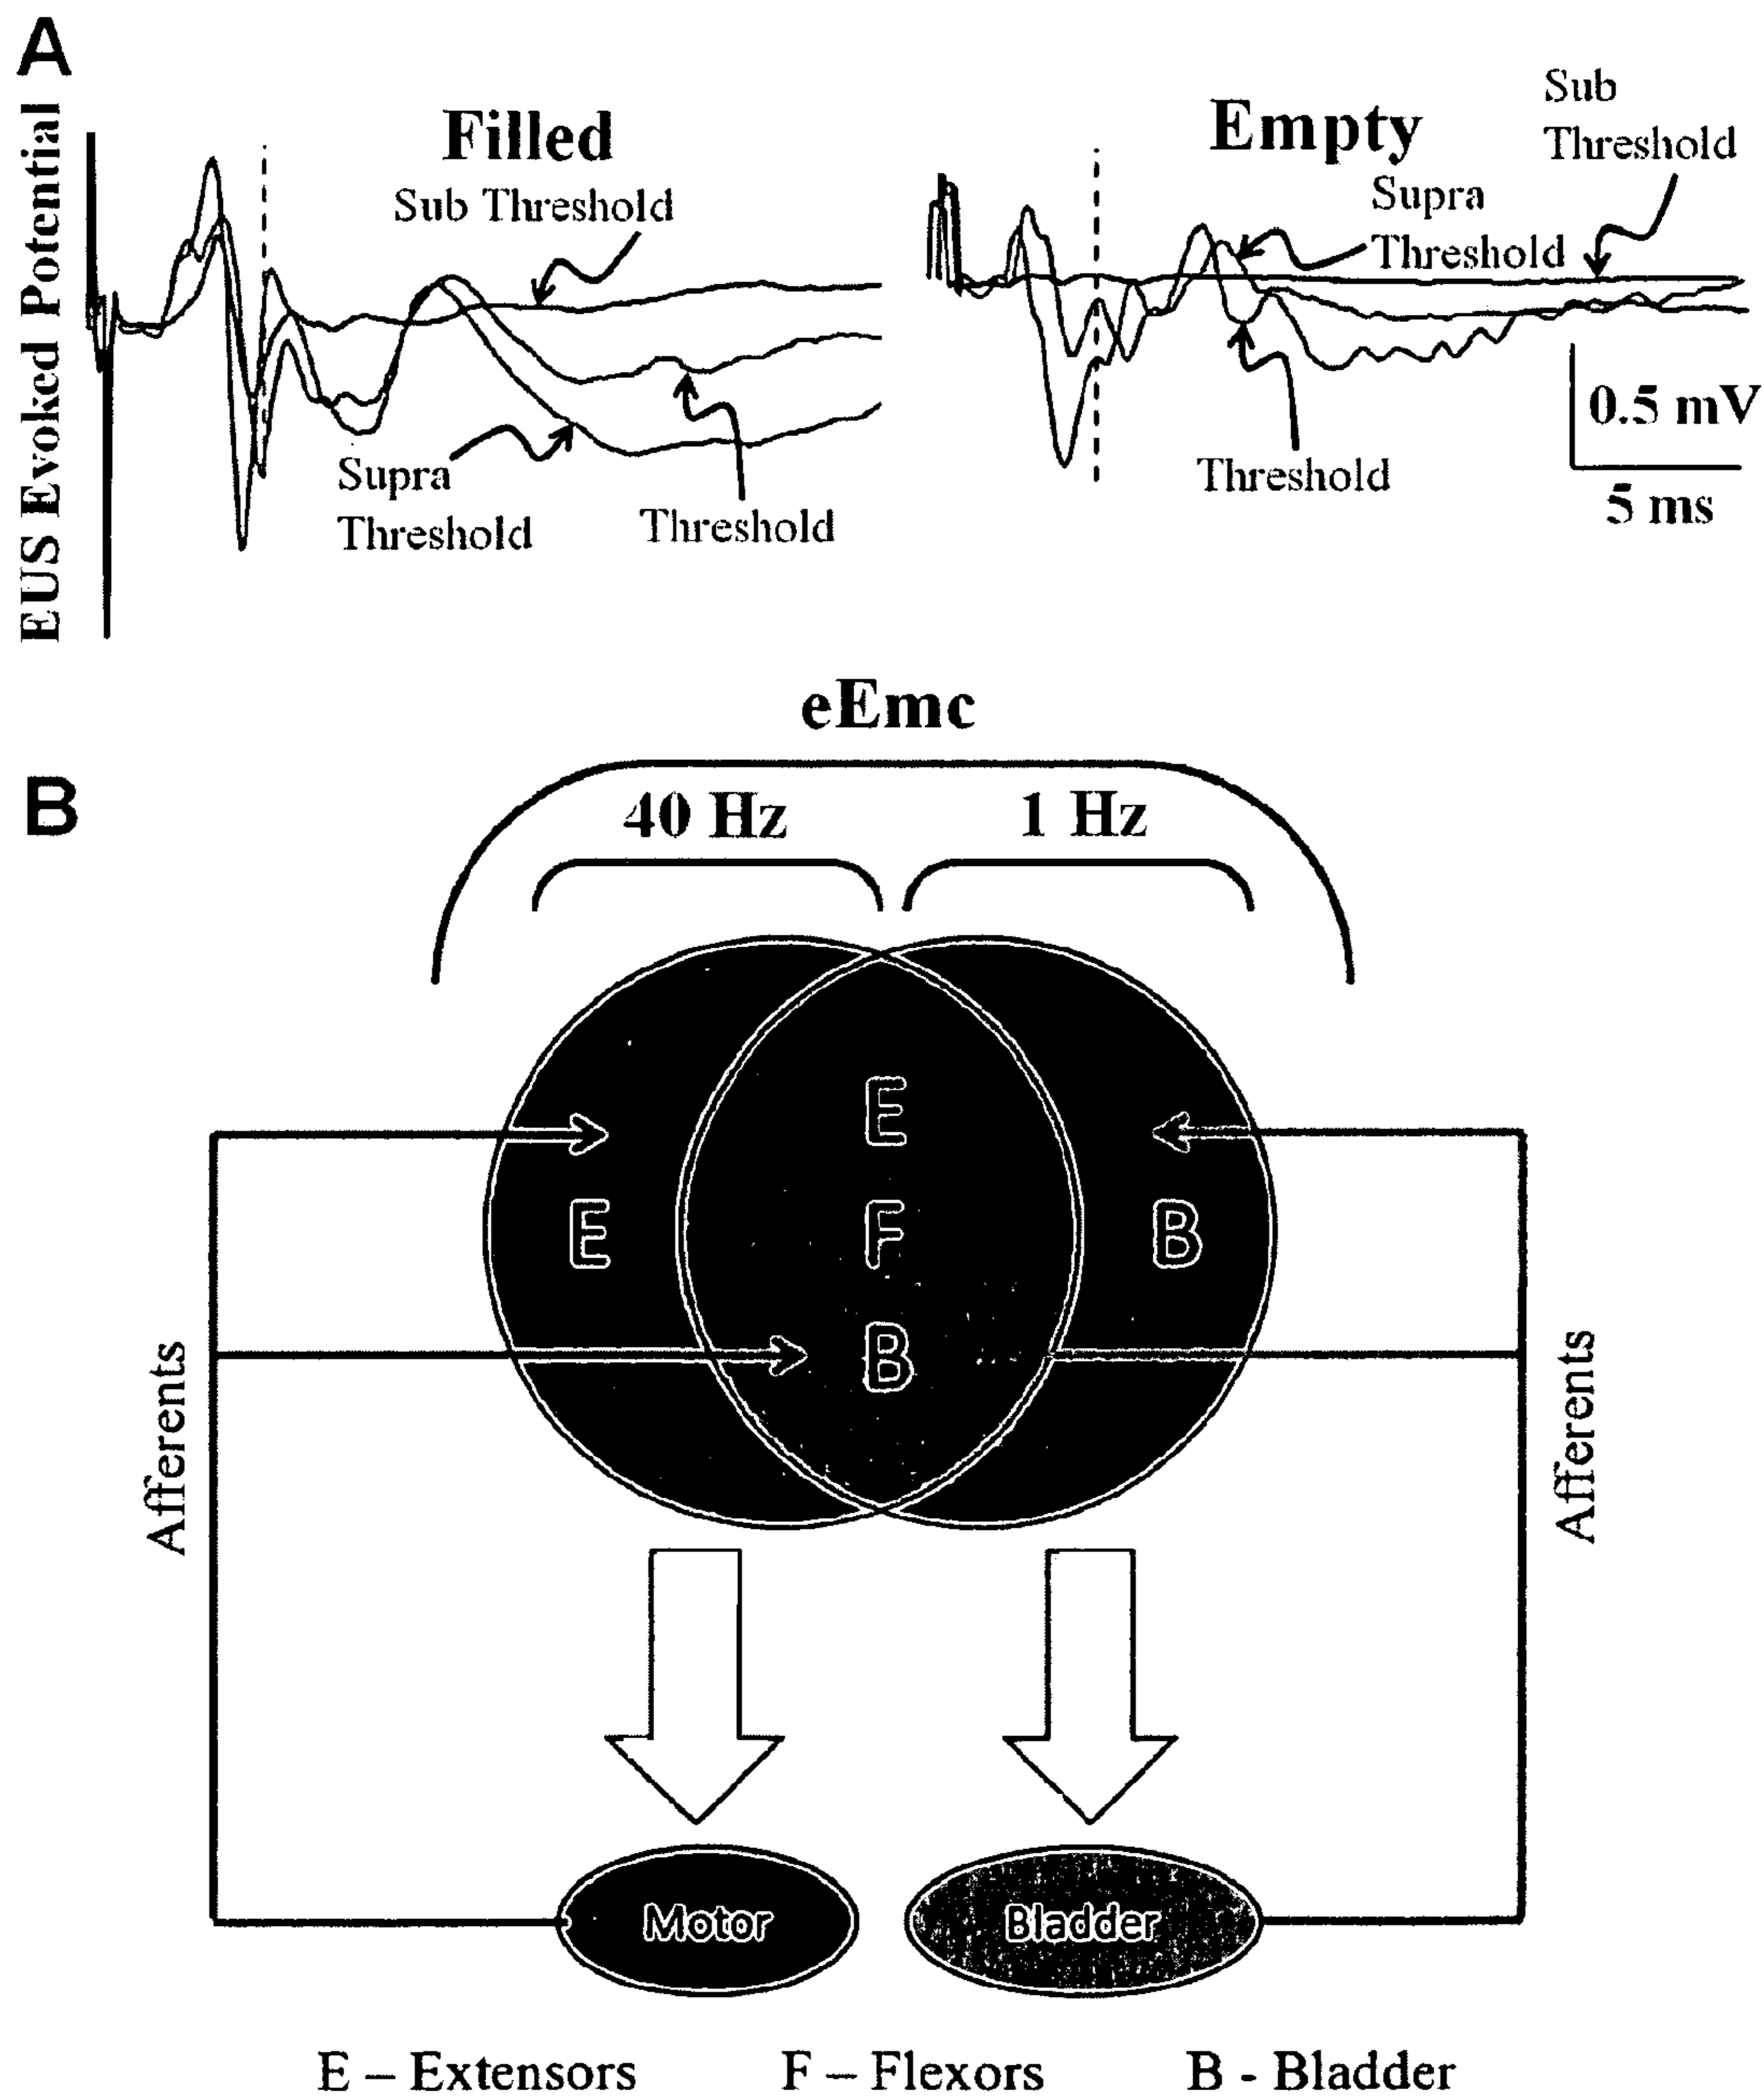 A
EUS Evoked Potential
Filled
Sub Threshold
Supra
Threshold
Threshold
Empty
Sub
Threshold
Supra
Threshold
Threshold
0.5 mV
5 ms
B
eEmc
40 Hz
1 Hz
E
E
F
B
B
Afferents
Afferents
Motor
Bladder
E – Extensors F – Flexors B - Bladder